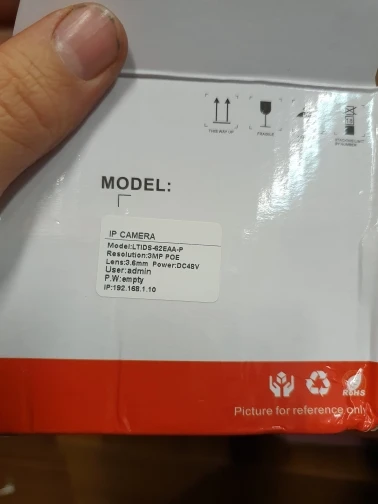 THIS WAY UP
FRAGILE
MODEL:
IP CAMERA
Model:LTIDS-62EAA-P
Resolution:3MP POE
Lens:3.6mm Power:DC48V
User:admin
P.W:empty
IP:192.168.1.10
RoHS
Picture for reference only